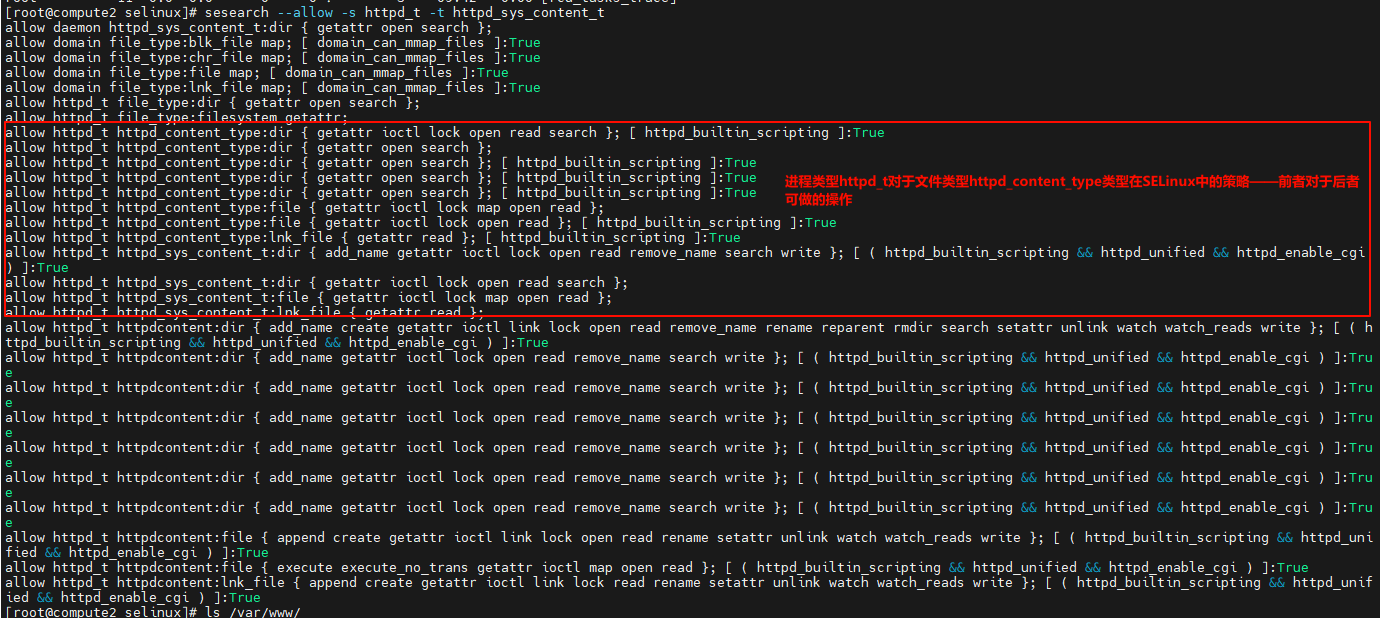 [root@compute2 selinux]# sesearch --allow -s httpd_t -t httpd_sys_content_t
allow daemon httpd_sys_content_t:dir { getattr open search };
allow domain file_type:blk_file map; [ domain_can_mmap_files ]:True
allow domain file_type:chr_file map; [ domain_can_mmap_files ]:True
allow domain file_type:file map; [ domain_can_mmap_files ]:True
allow domain file_type:lnk_file map; [ domain_can_mmap_files ]:True
allow httpd_t file_type:dir { getattr open search };
allow httpd_t file_type:filesystem getattr;
allow httpd_t httpd_content_type:dir { getattr ioctl lock open read search }; [ httpd_builtin_scripting ]:True
allow httpd_t httpd_content_type:dir { getattr open search };
allow httpd_t httpd_content_type:dir { getattr open search }; [ httpd_builtin_scripting ]:True
allow httpd_t httpd_content_type:dir { getattr open search }; [ httpd_builtin_scripting ]:True
allow httpd_t httpd_content_type:dir { getattr open search }; [ httpd_builtin_scripting ]:True
进程类型httpd_t对于文件类型httpd_content_type类型在SELinux中的策略——前者对于后者
可做的操作
allow httpd_t httpd_content_type:file { getattr ioctl lock map open read };
allow httpd_t httpd_content_type:file { getattr ioctl lock open read }; [ httpd_builtin_scripting ]:True
allow httpd_t httpd_content_type:lnk_file { getattr read }; [ httpd_builtin_scripting ]:True
allow httpd_t httpd_sys_content_t:dir { add_name getattr ioctl lock open read remove_name search write }; [ ( httpd_builtin_scripting && httpd_unified && httpd_enable_cgi
) ]:True
allow httpd_t httpd_sys_content_t:dir { getattr ioctl lock open read search };
allow httpd_t httpd_sys_content_t:file { getattr ioctl lock map open read };
allow httpd_t httpd_sys_content_t:lnk_file { getattr read };
allow httpd_t httpdcontent:dir { add_name create getattr ioctl link lock open read remove_name rename reparent rmdir search setattr unlink watch watch_reads write }; [ ( h
ttpd_builtin_scripting && httpd_unified && httpd_enable_cgi ) ]:True
allow httpd_t httpdcontent:dir { add_name getattr ioctl lock open read remove_name search write }; [ ( httpd_builtin_scripting && httpd_unified && httpd_enable_cgi ) ]:Tru
e
allow httpd_t httpdcontent:dir { add_name getattr ioctl lock open read remove_name search write }; [ ( httpd_builtin_scripting && httpd_unified && httpd_enable_cgi ) ]:Tru
e
allow httpd_t httpdcontent:dir { add_name getattr ioctl lock open read remove_name search write }; [ ( httpd_builtin_scripting && httpd_unified && httpd_enable_cgi ) ]:Tru
e
allow httpd_t httpdcontent:dir { add_name getattr ioctl lock open read remove_name search write }; [ ( httpd_builtin_scripting && httpd_unified && httpd_enable_cgi ) ]:Tru
e
allow httpd_t httpdcontent:dir { add_name getattr ioctl lock open read remove_name search write }; [ ( httpd_builtin_scripting && httpd_unified && httpd_enable_cgi ) ]:Tru
e
allow httpd_t httpdcontent:dir { add_name getattr ioctl lock open read remove_name search write }; [ ( httpd_builtin_scripting && httpd_unified && httpd_enable_cgi ) ]:Tru
e
allow httpd_t httpdcontent:file { append create getattr ioctl link lock open read rename setattr unlink watch watch_reads write }; [ ( httpd_builtin_scripting && httpd_uni
fied && httpd_enable_cgi ) ]:True
allow httpd_t httpdcontent:file { execute execute_no_trans getattr ioctl map open read }; [ ( httpd_builtin_scripting && httpd_unified && httpd_enable_cgi ) ]:True
allow httpd_t httpdcontent:lnk_file { append create getattr ioctl link lock read rename setattr unlink watch watch_reads write }; [ ( httpd_builtin_scripting && httpd_unif
ied && httpd_enable_cgi ) ]:True
[root@compute2 selinux]# ls /var/www/